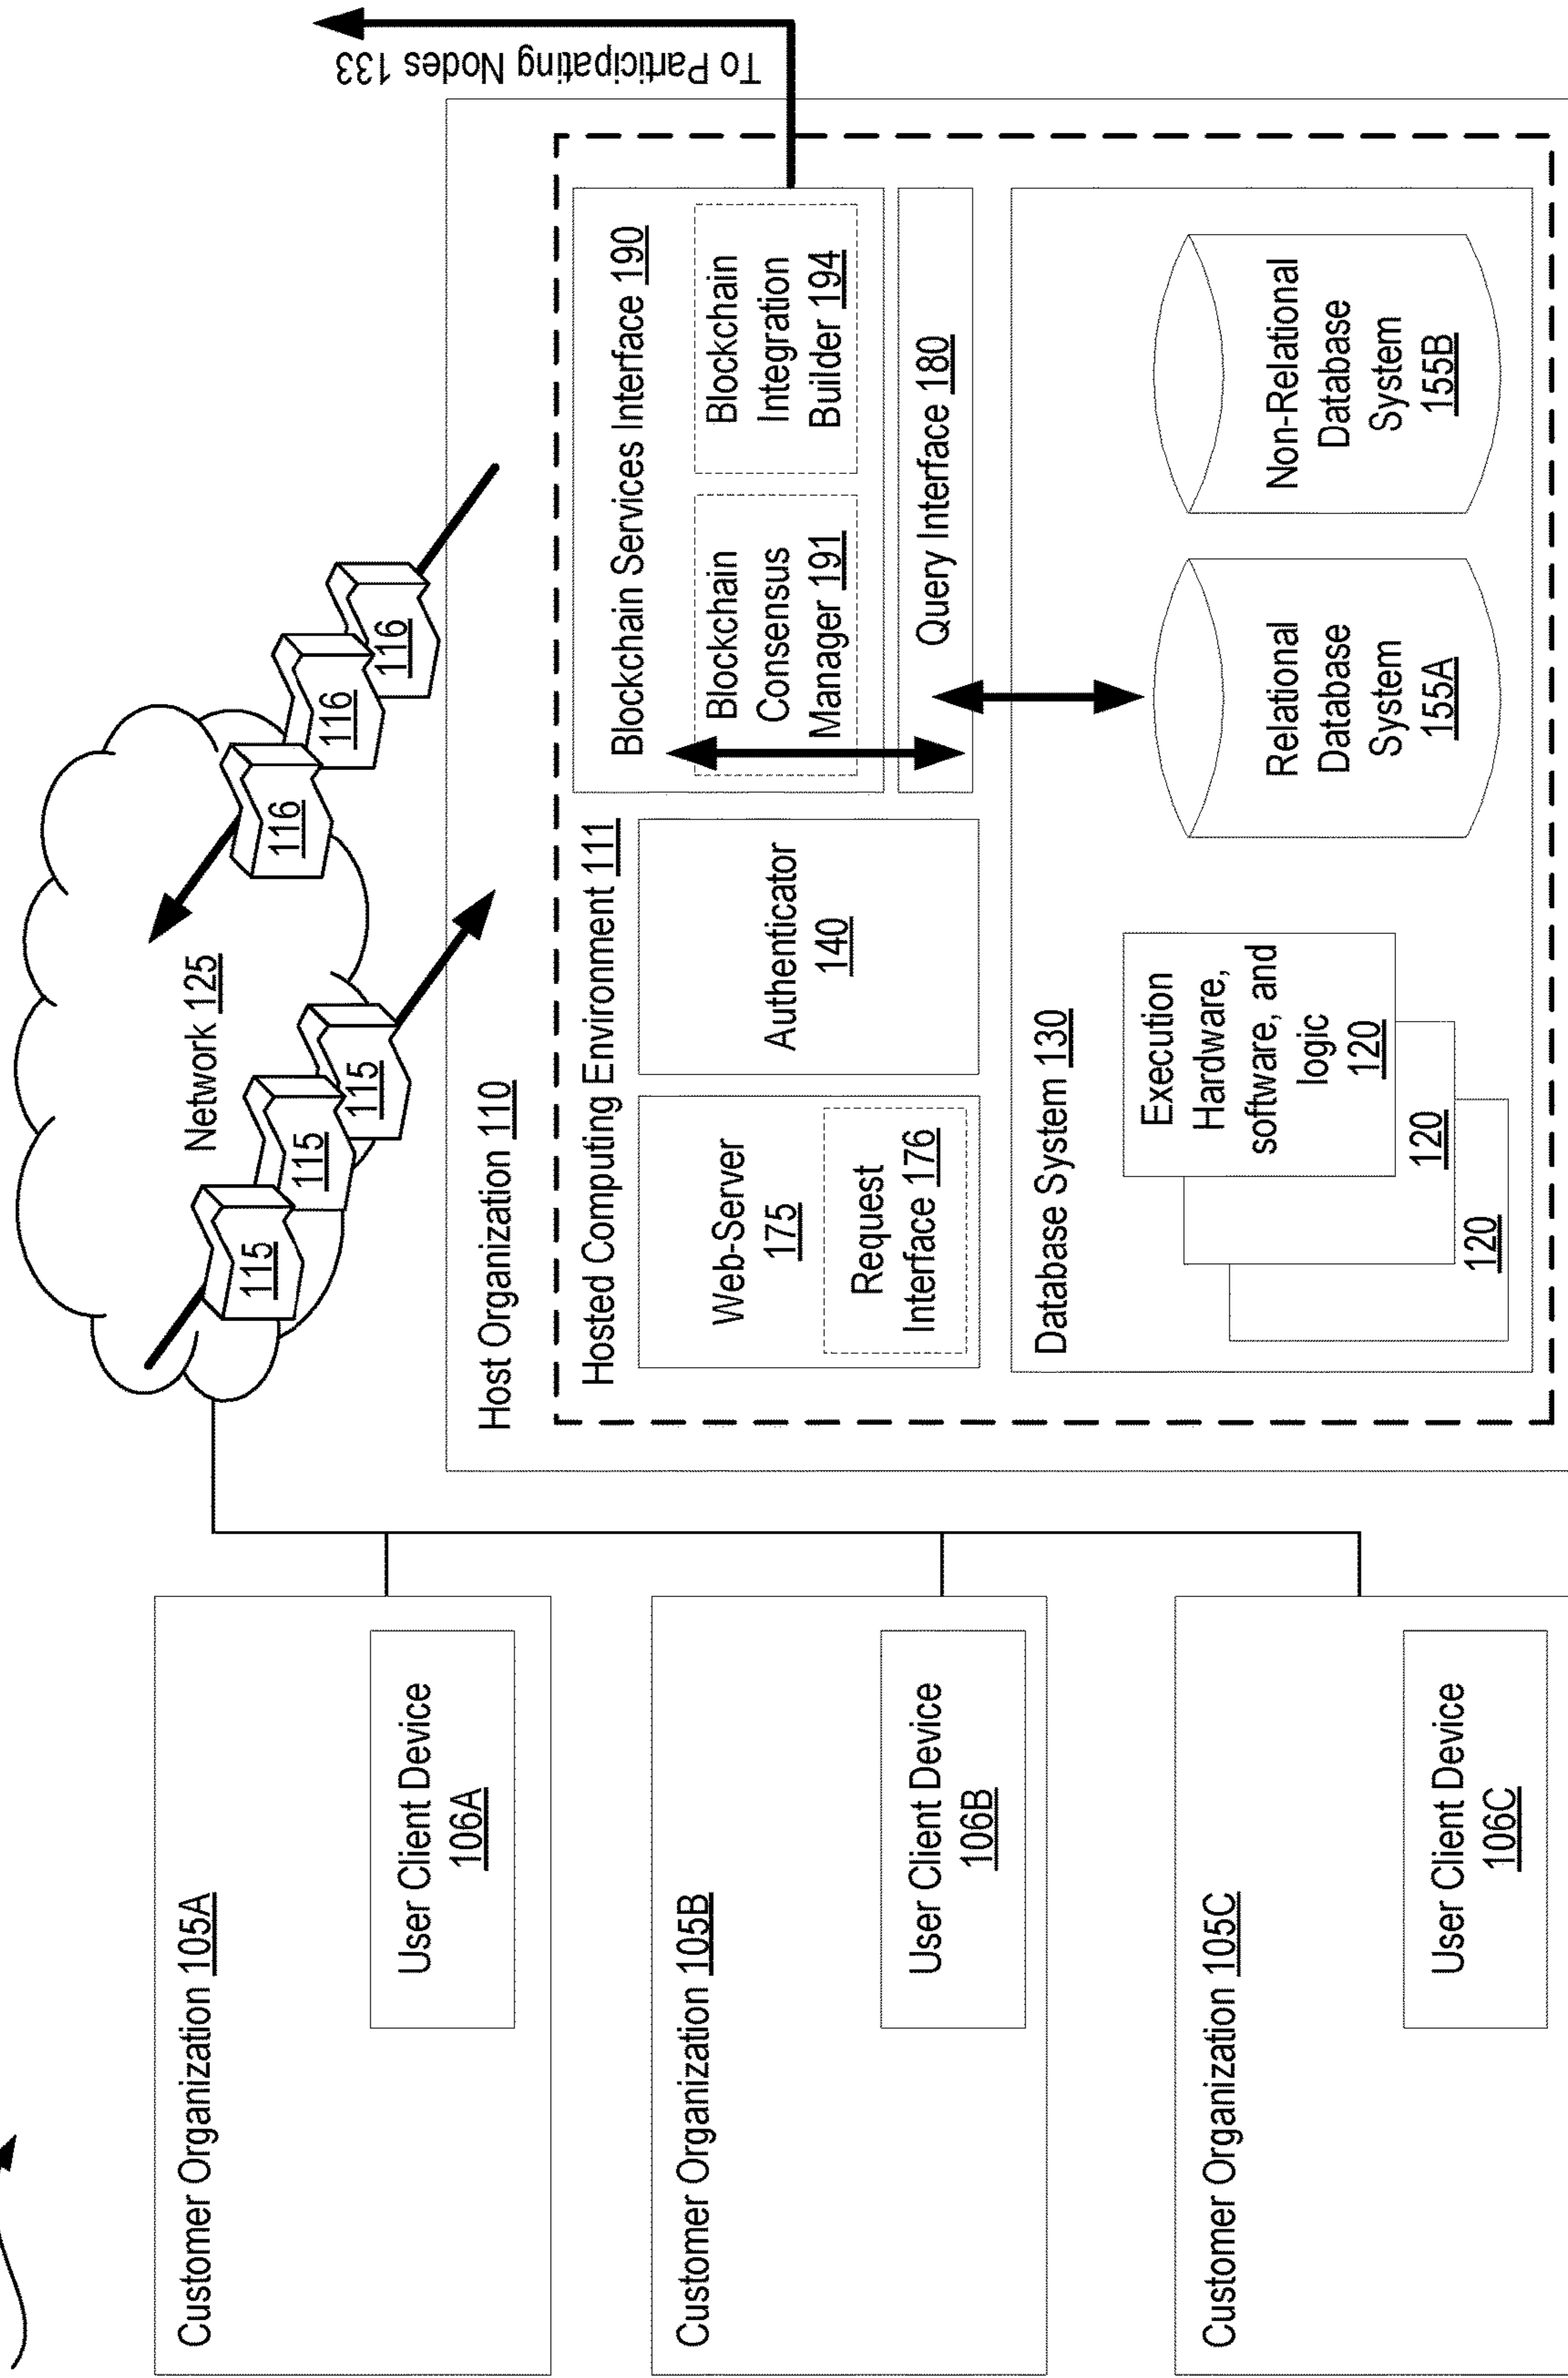 To Participating Nodes 133
Network 125
115
115
115
116
116
116
Host Organization 110
Hosted Computing Environment 111
Web-Server
175
Request
Interface 176
Authenticator
140
Blockchain Services Interface 190
Blockchain
Consensus
Manager 191
Blockchain
Integration
Builder 194
Query Interface 180
Database System 130
Execution
Hardware,
software, and
logic
120
120
120
Relational
Database
System
155A
Non-Relational
Database
System
155B
Customer Organization 105A
User Client Device
106A
Customer Organization 105B
User Client Device
106B
Customer Organization 105C
User Client Device
106C